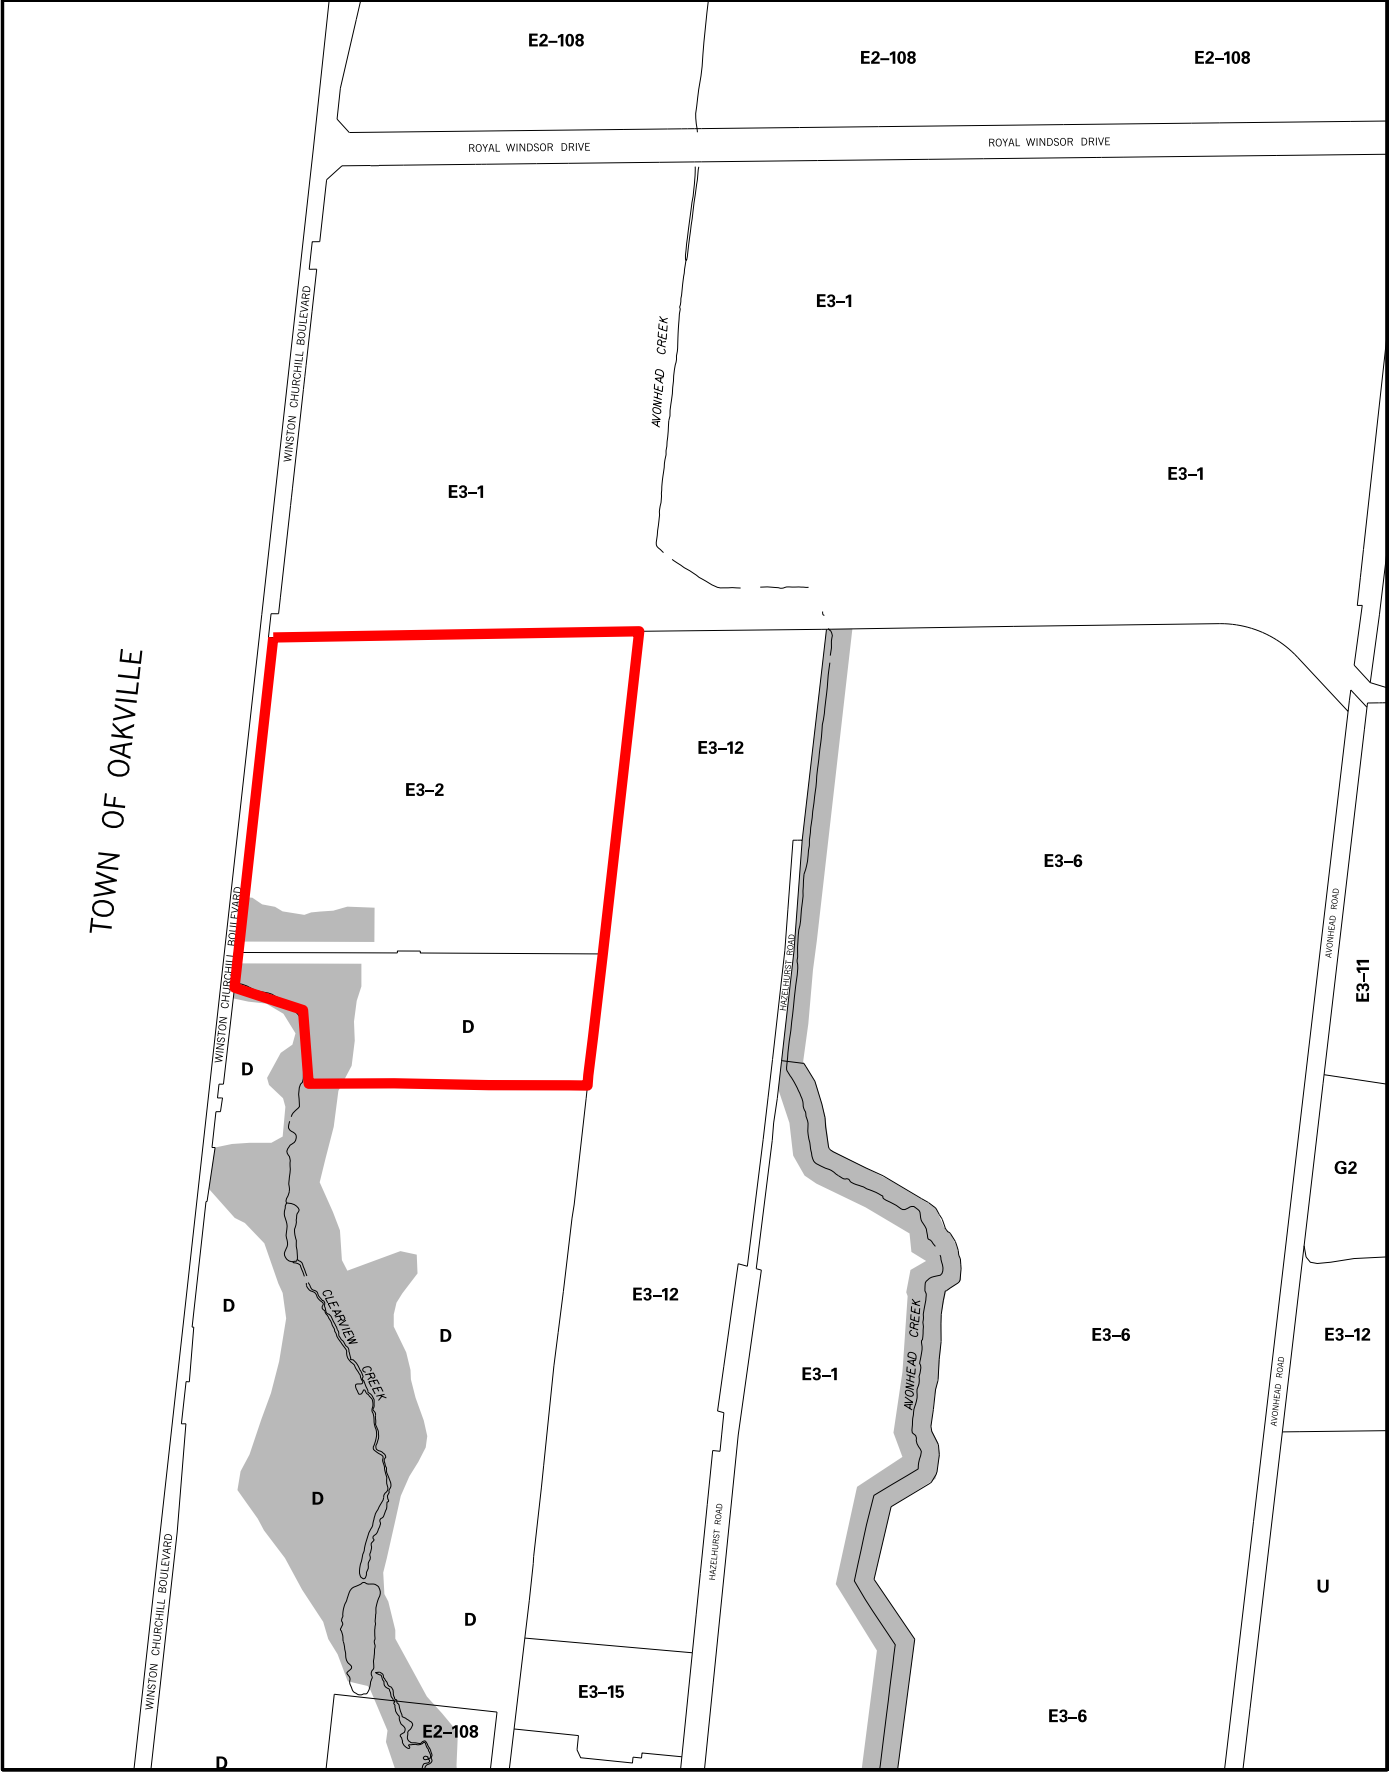 E2–108
E2–108
E2–108
ROYAL WINDSOR DRIVE
ROYAL WINDSOR DRIVE
WINSTON CHURCHILL BOULEVARD
AVONHEAD CREEK
E3–1
E3–1
E3–1
TOWN OF OAKVILLE
E3–12
E3–2
E3–6
WINSTON CHURCHILL BOULEVARD
HAZELHURST ROAD
AVONHEAD ROAD
E3–11
D
D
G2
E3–12
D
CLEARVIEW CREEK
D
E3–1
AVONHEAD CREEK
E3–6
E3–12
AVONHEAD ROAD
D
HAZELHURST ROAD
WINSTON CHURCHILL BOULEVARD
U
D
E3–15
E3–6
E2–108
D